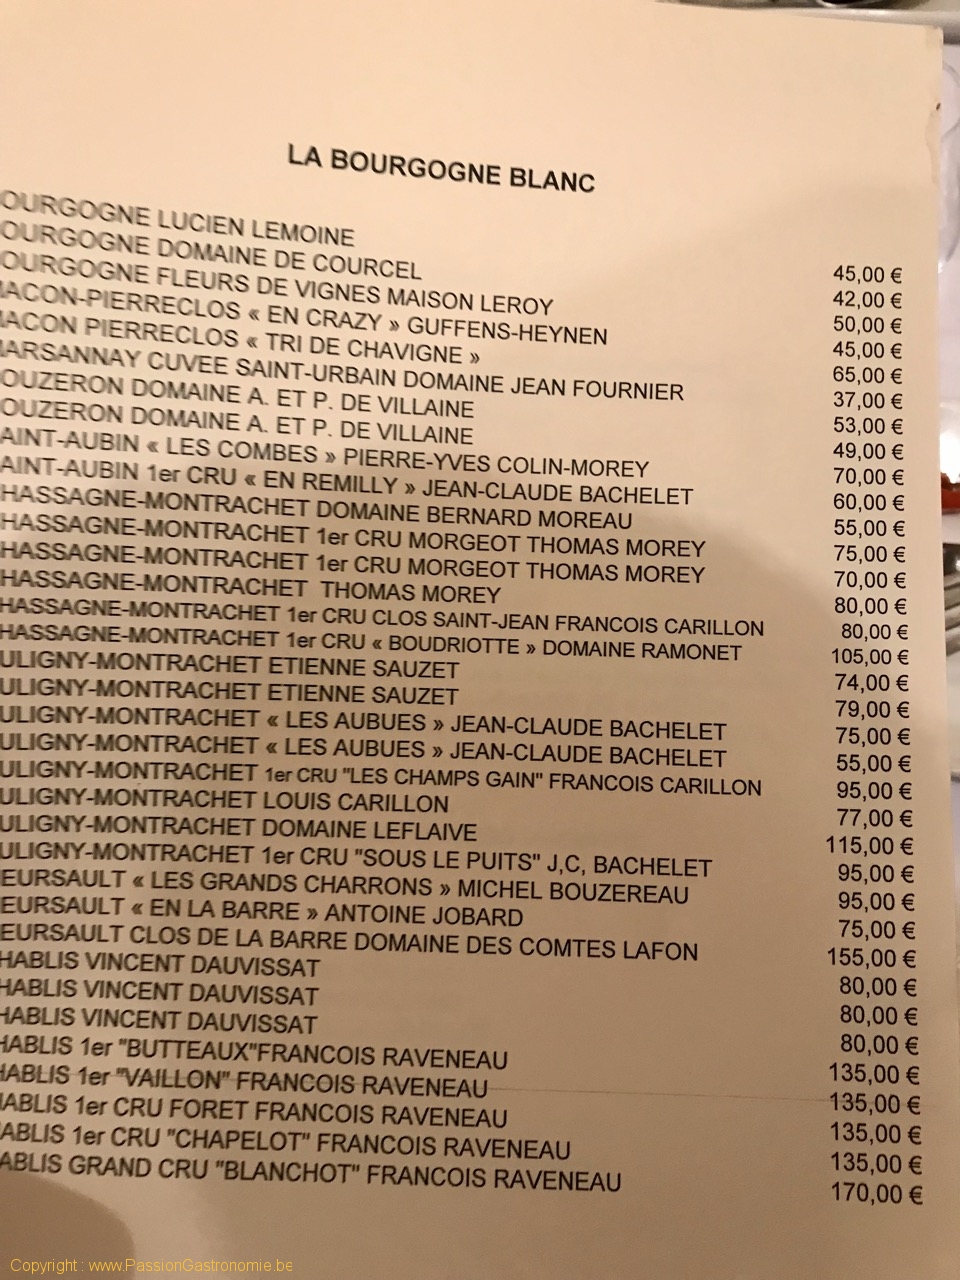 LA BOURGOGNE BLANC
OURGOGNE LUCIEN LEMOINE 45,00 €
OURGOGNE DOMAINE DE COURCEL 42,00 €
OURGOGNE FLEURS DE VIGNES MAISON LEROY 50,00 €
ACON-PIERRECLOS « EN CRAZY » GUFFENS-HEYNEN 45,00 €
ACON PIERRECLOS « TRI DE CHAVIGNE » 65,00 €
ARSANNAY CUVEE SAINT-URBAIN DOMAINE JEAN FOURNIER 37,00 €
OUZERON DOMAINE A. ET P. DE VILLAINE 53,00 €
OUZERON DOMAINE A. ET P. DE VILLAINE 49,00 €
AINT-AUBIN « LES COMBES » PIERRE-YVES COLIN-MOREY 70,00 €
AINT-AUBIN 1er CRU « EN REMILLY » JEAN-CLAUDE BACHELET 60,00 €
HASSAGNE-MONTRACHET DOMAINE BERNARD MOREAU 55,00 €
HASSAGNE-MONTRACHET 1er CRU MORGEOT THOMAS MOREY 75,00 €
HASSAGNE-MONTRACHET 1er CRU MORGEOT THOMAS MOREY 70,00 €
HASSAGNE-MONTRACHET THOMAS MOREY 80,00 €
HASSAGNE-MONTRACHET 1er CRU CLOS SAINT-JEAN FRANCOIS CARILLON 80,00 €
HASSAGNE-MONTRACHET 1er CRU « BOUDRIOTTE » DOMAINE RAMONET 105,00 €
ULIGNY-MONTRACHET ETIENNE SAUZET 74,00 €
ULIGNY-MONTRACHET ETIENNE SAUZET 79,00 €
ULIGNY-MONTRACHET « LES AUBUES » JEAN-CLAUDE BACHELET 75,00 €
ULIGNY-MONTRACHET « LES AUBUES » JEAN-CLAUDE BACHELET 55,00 €
ULIGNY-MONTRACHET 1er CRU "LES CHAMPS GAIN" FRANCOIS CARILLON 95,00 €
ULIGNY-MONTRACHET LOUIS CARILLON 77,00 €
ULIGNY-MONTRACHET DOMAINE LEFLAIVE 115,00 €
ULIGNY-MONTRACHET 1er CRU "SOUS LE PUITS" J,C, BACHELET 95,00 €
EURSAULT « LES GRANDS CHARRONS » MICHEL BOUZEREAU 95,00 €
EURSAULT « EN LA BARRE » ANTOINE JOBARD 75,00 €
EURSAULT CLOS DE LA BARRE DOMAINE DES COMTES LAFON 155,00 €
HABLIS VINCENT DAUVISSAT 80,00 €
HABLIS VINCENT DAUVISSAT 80,00 €
HABLIS VINCENT DAUVISSAT 80,00 €
HABLIS 1er "BUTTEAUX"FRANCOIS RAVENEAU 135,00 €
HABLIS 1er "VAILLON" FRANCOIS RAVENEAU 135,00 €
HABLIS 1er CRU FORET FRANCOIS RAVENEAU 135,00 €
ABLIS 1er CRU "CHAPELOT" FRANCOIS RAVENEAU 135,00 €
ABLIS GRAND CRU "BLANCHOT" FRANCOIS RAVENEAU 170,00 €
Copyright : www.PassionGastronomie.be